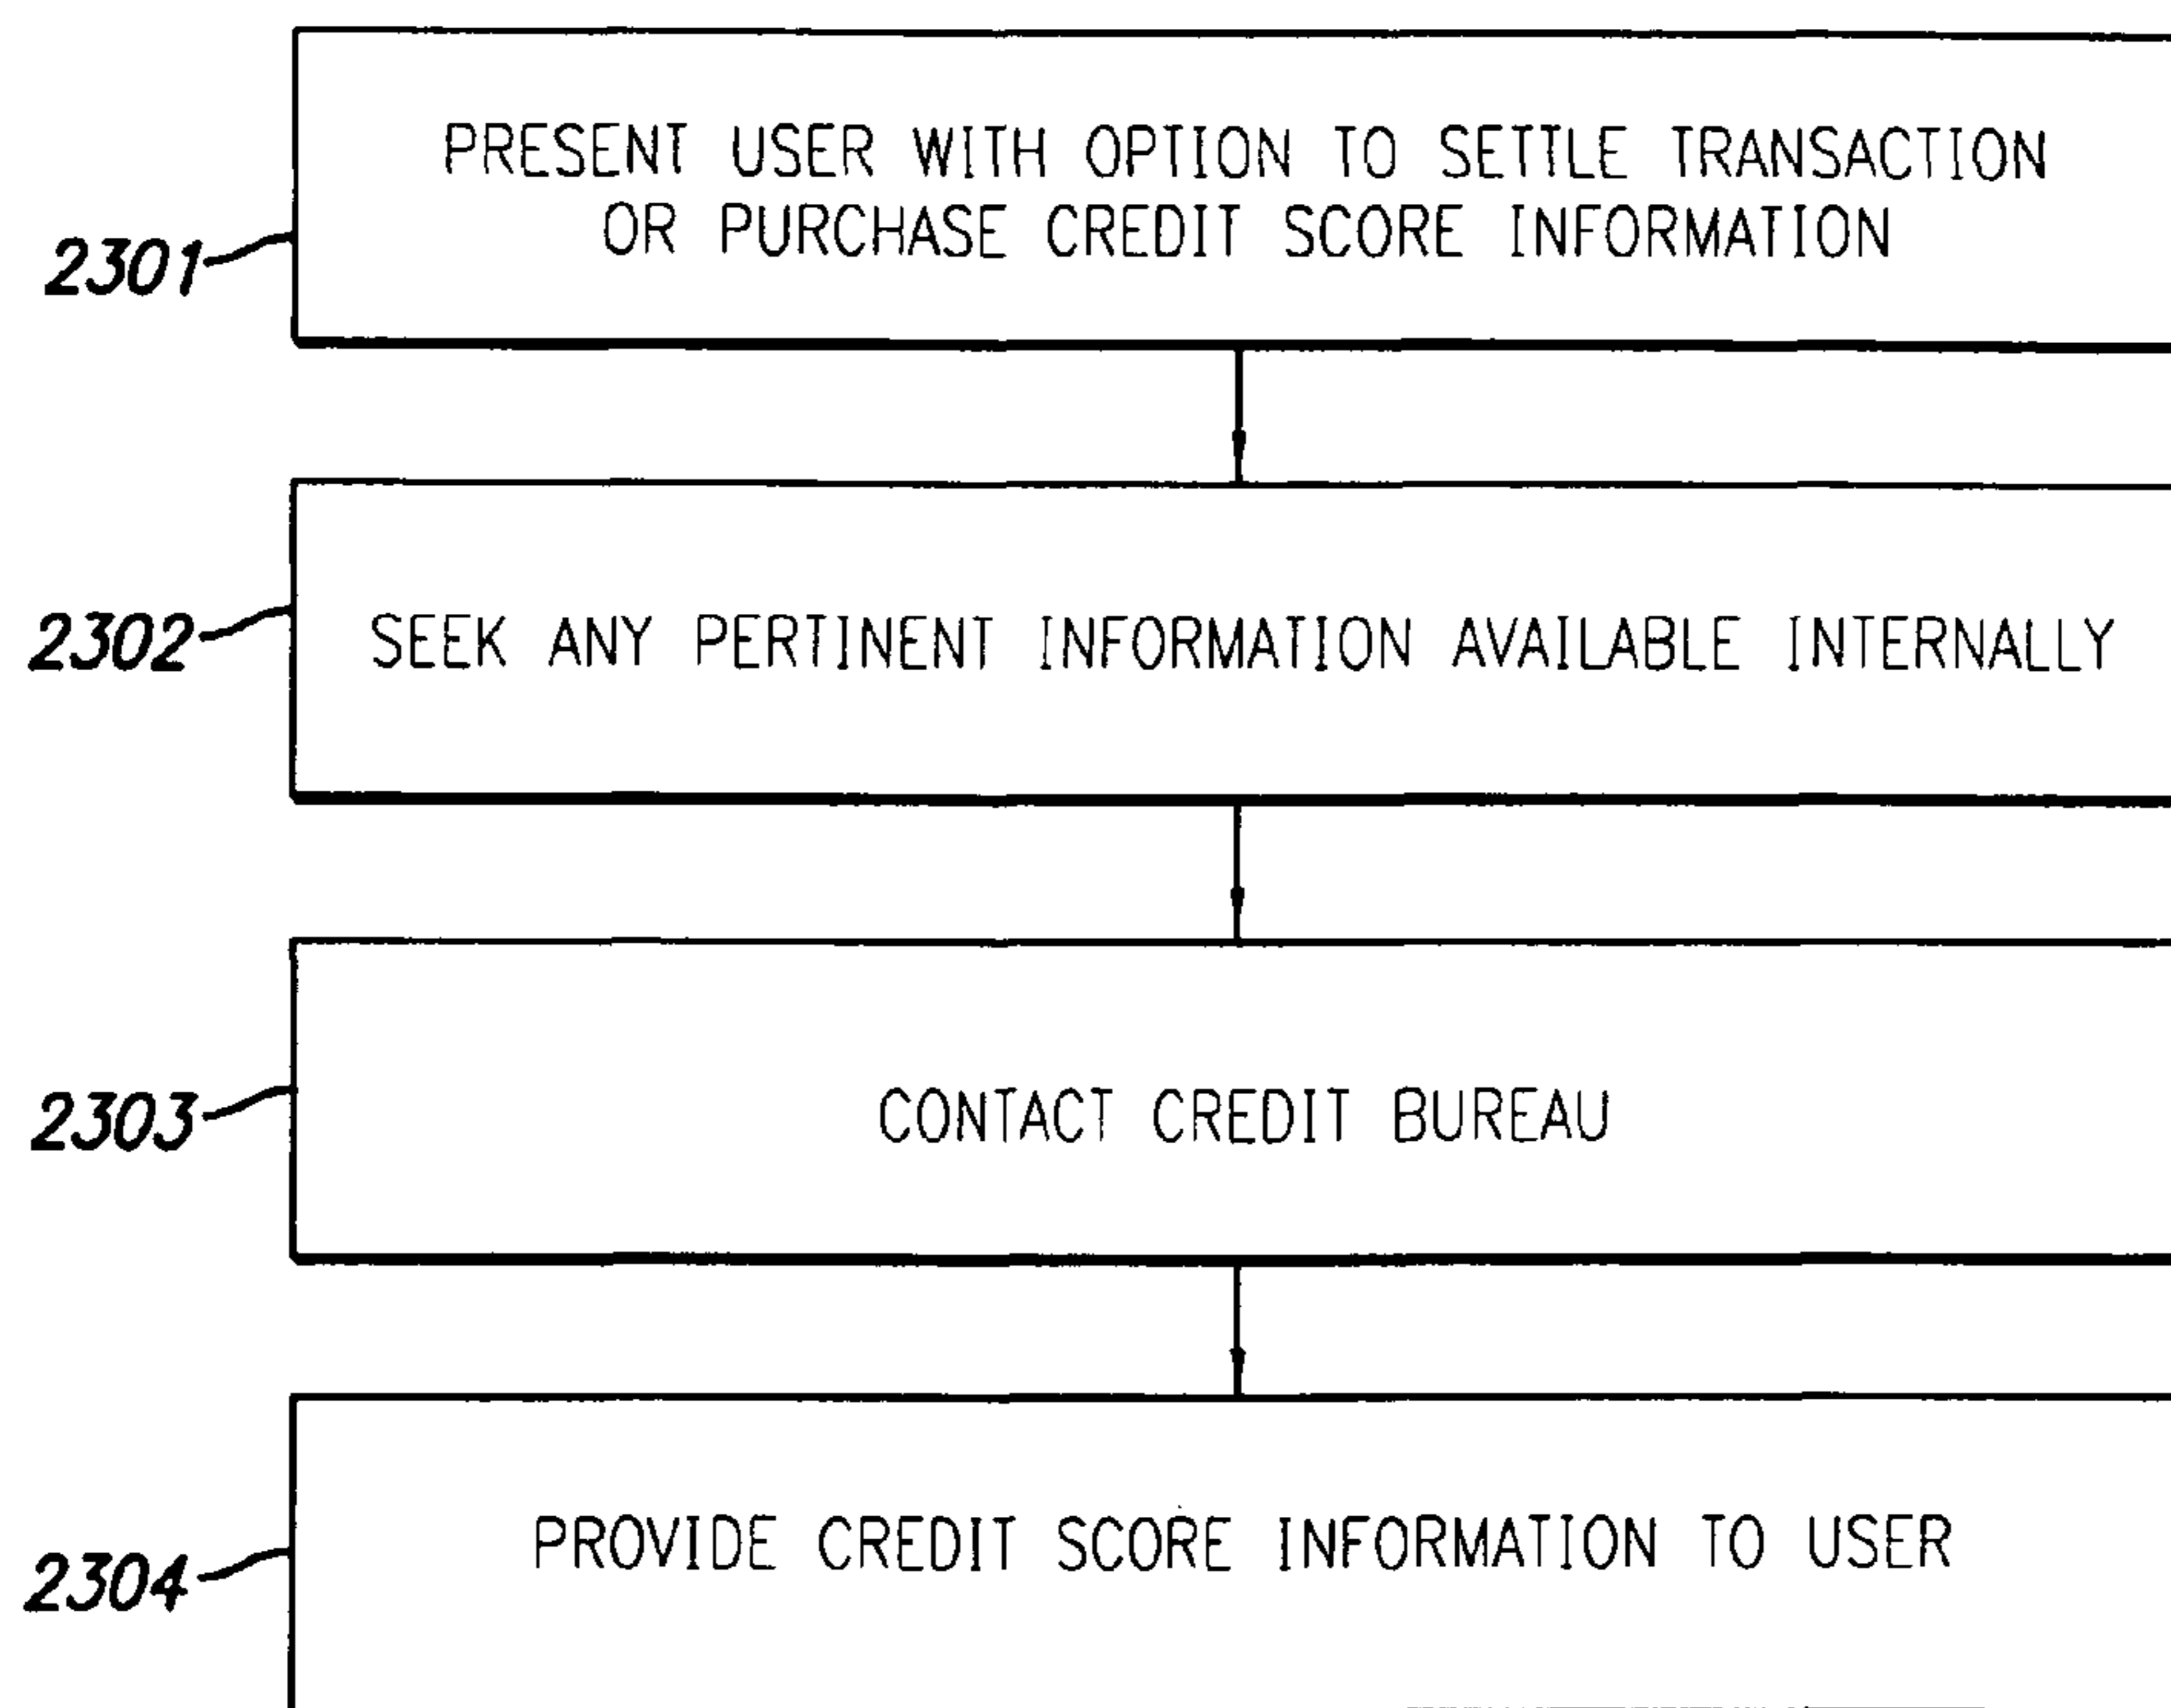 PRESENT USER WITH OPTION TO SETTLE TRANSACTION
OR PURCHASE CREDIT SCORE INFORMATION
2301
SEEK ANY PERTINENT INFORMATION AVAILABLE INTERNALLY
2302
CONTACT CREDIT BUREAU
2303
PROVIDE CREDIT SCORE INFORMATION TO USER
2304